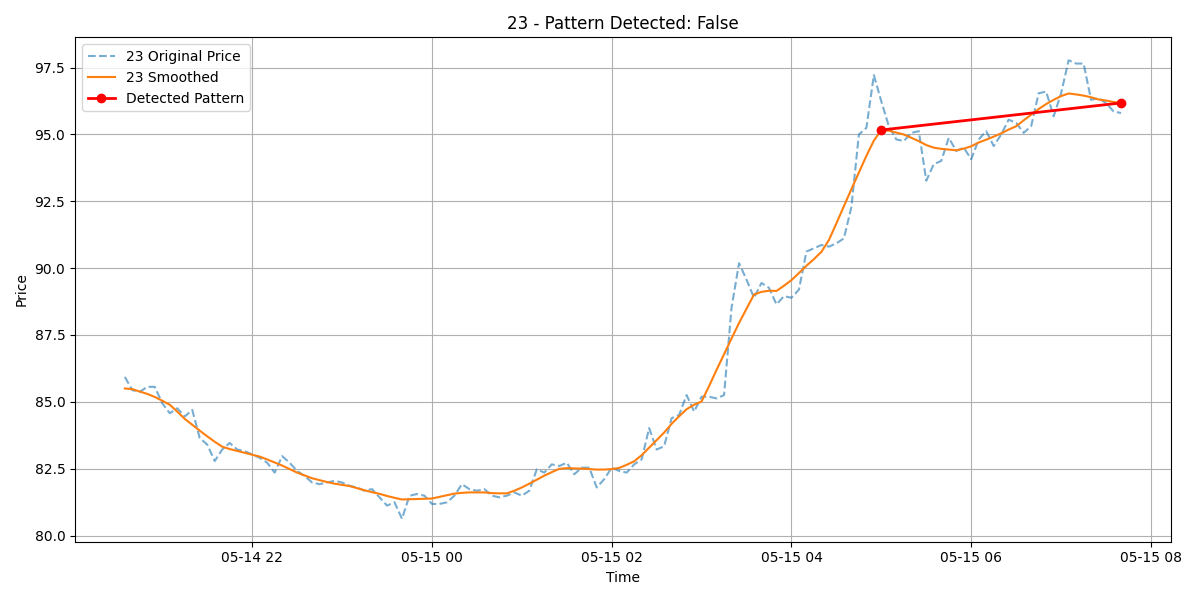 23 - Pattern Detected: False
23 Original Price
23 Smoothed
Detected Pattern
97.5
95.0
92.5
90.0
87.5
85.0
82.5
80.0
Price
05-14 22
05-15 00
05-15 02
05-15 04
05-15 06
05-15 08
Time